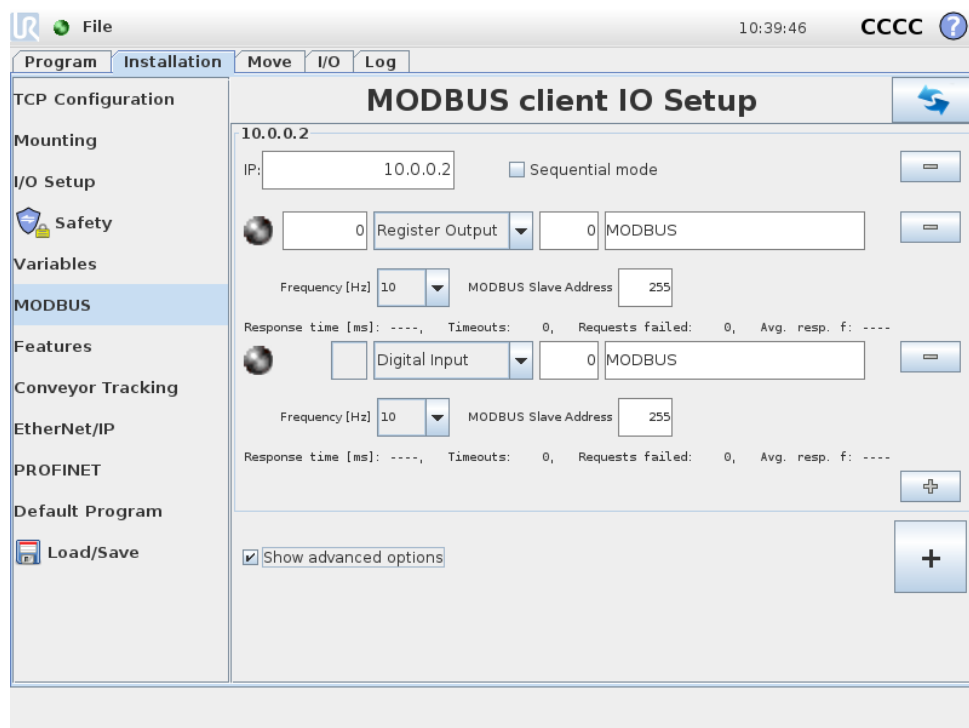 UR File 10:39:46 CCCC ?
Program Installation Move I/O Log
TCP Configuration
Mounting
I/O Setup
Safety
Variables
MODBUS
Features
Conveyor Tracking
EtherNet/IP
PROFINET
Default Program
Load/Save
MODBUS client IO Setup
10.0.0.2
IP: 10.0.0.2 Sequential mode
0 Register Output 0 MODBUS
Frequency [Hz] 10 MODBUS Slave Address 255
Response time [ms]: ----, Timeouts: 0, Requests failed: 0, Avg. resp. f: ----
Digital Input 0 MODBUS
Frequency [Hz] 10 MODBUS Slave Address 255
Response time [ms]: ----, Timeouts: 0, Requests failed: 0, Avg. resp. f: ----
Show advanced options